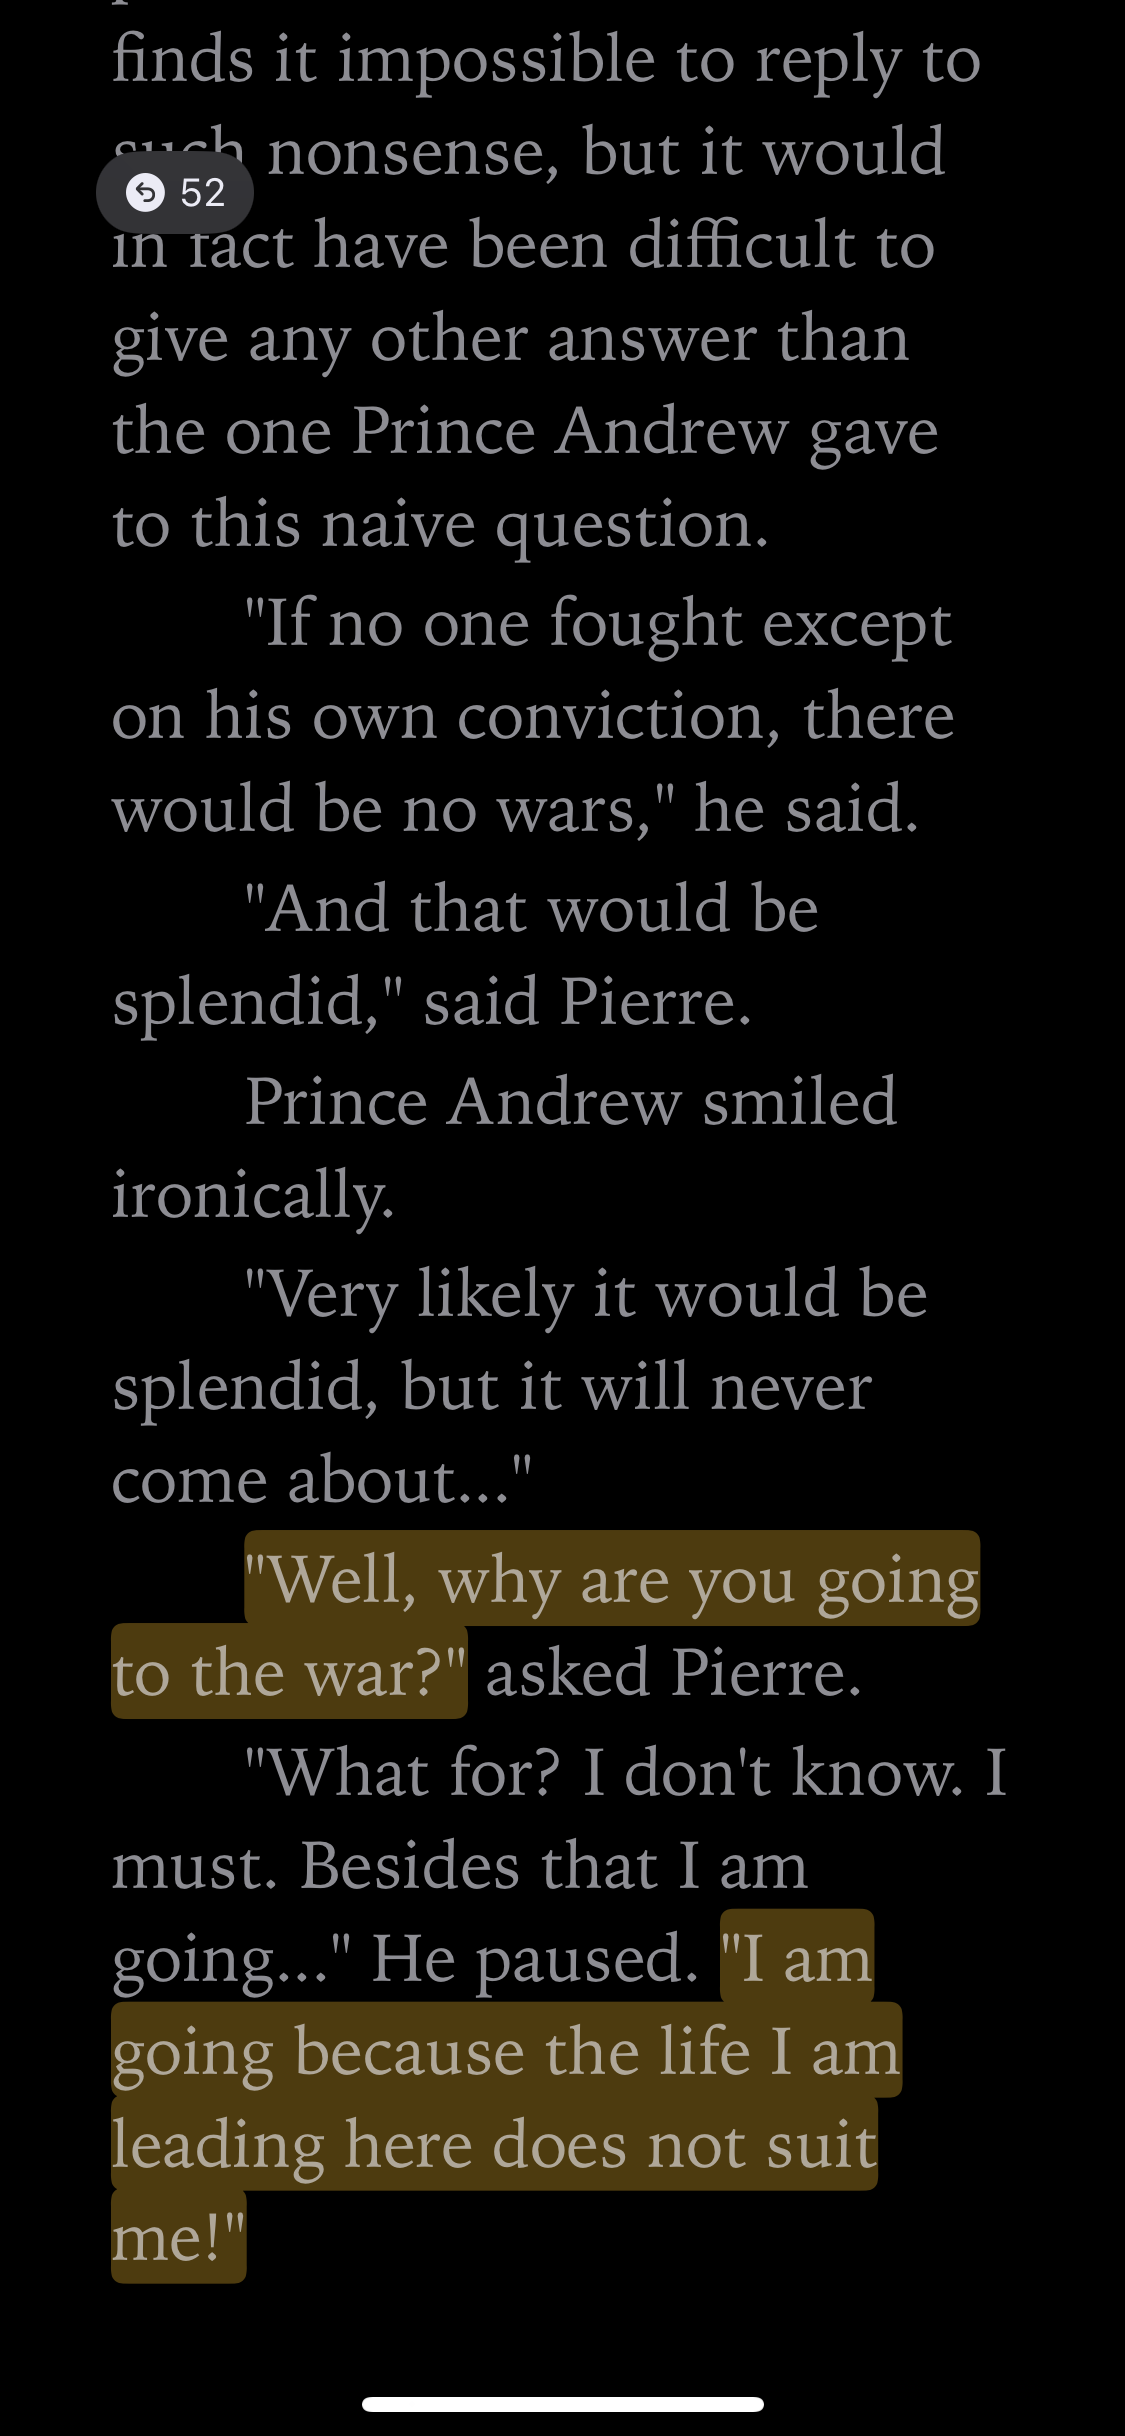 finds it impossible to reply to
such nonsense, but it would
52
in fact have been difficult to
give any other answer than
the one Prince Andrew gave
to this naive question.
"If no one fought except
on his own conviction, there
would be no wars," he said.
"And that would be
splendid," said Pierre.
Prince Andrew smiled
ironically.
"Very likely it would be
splendid, but it will never
come about..."
"Well, why are you going
to the war?" asked Pierre.
"What for? I don't know. I
must. Besides that I am
going..." He paused. "I am
going because the life I am
leading here does not suit
me!"